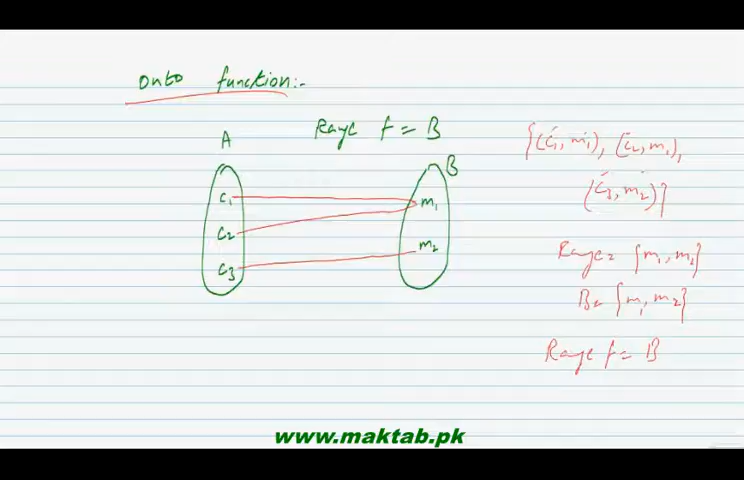 Onto function:-
Range f = B
A
B
c₁
c₂
c₃
m₁
m₂
{(c₁, m₁), (c₂, m₁),
(c₃, m₂)}
Range = {m₁, m₂}
B = {m₁, m₂}
Range f = B
www.maktab.pk